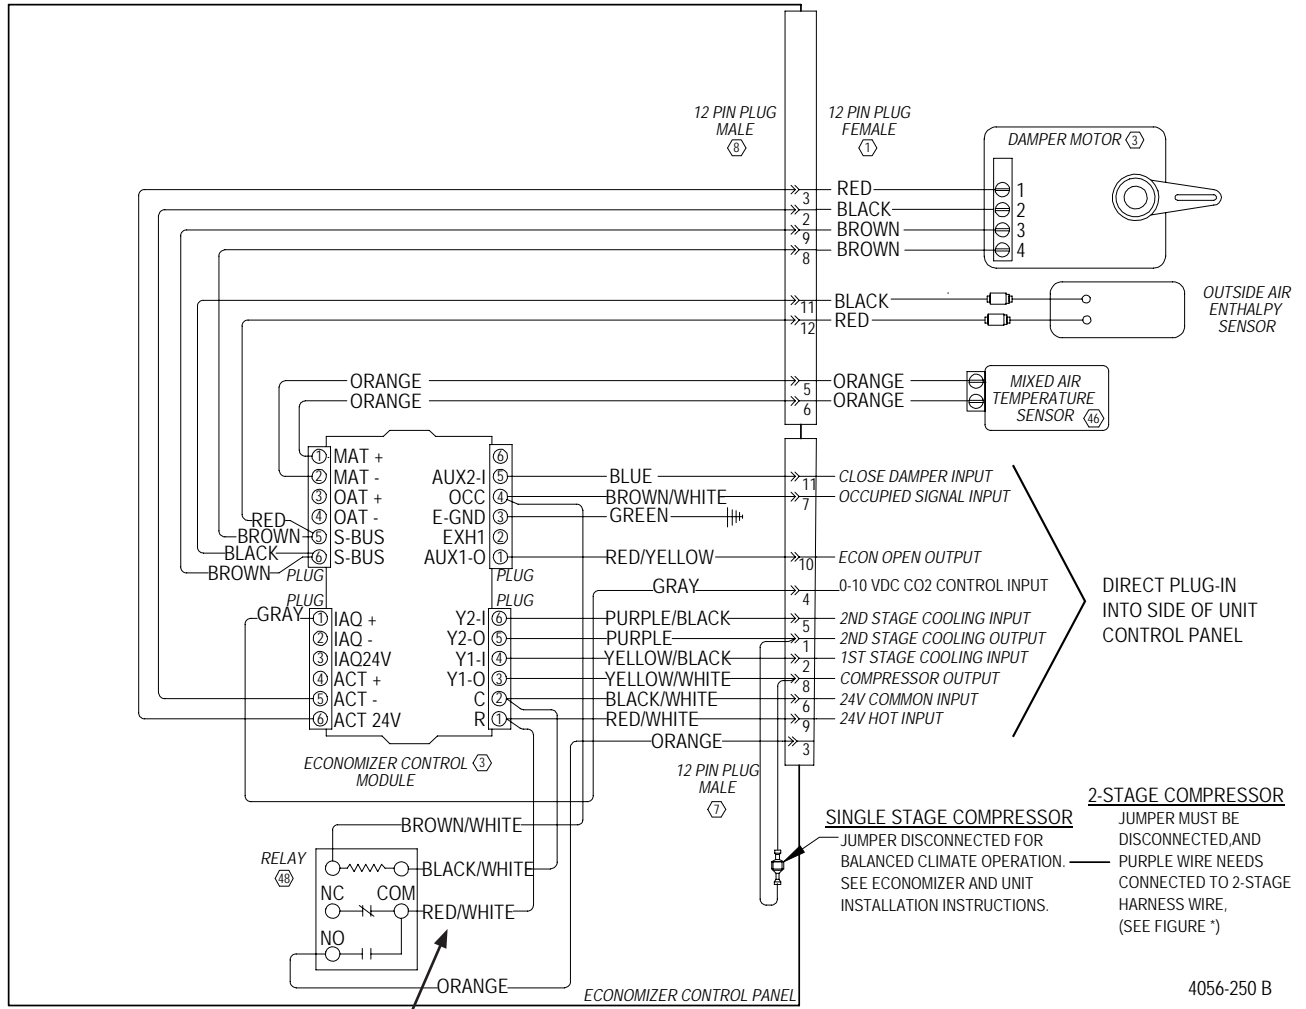 12 PIN PLUG
MALE
8
12 PIN PLUG
FEMALE
1
DAMPER MOTOR 3
3 RED 1
2 BLACK 2
9 BROWN 3
8 BROWN 4
11 BLACK
12 RED
OUTSIDE AIR
ENTHALPY
SENSOR
ORANGE 5 ORANGE
ORANGE 6 ORANGE
MIXED AIR
TEMPERATURE
SENSOR 46
1 MAT +
2 MAT -
3 OAT +
4 OAT -
RED 5 S-BUS
BROWN
BLACK 6 S-BUS
BROWN
PLUG
6
AUX2-I 5 BLUE 11 CLOSE DAMPER INPUT
OCC 4 BROWN/WHITE 7 OCCUPIED SIGNAL INPUT
E-GND 3 GREEN
EXH1 2
AUX1-O 1 RED/YELLOW 10 ECON OPEN OUTPUT
PLUG
GRAY 4 0-10 VDC CO2 CONTROL INPUT
PLUG
GRAY 1 IAQ +
2 IAQ -
3 IAQ24V
4 ACT +
5 ACT -
6 ACT 24V
PLUG
Y2-I 6 PURPLE/BLACK 5 2ND STAGE COOLING INPUT
Y2-O 5 PURPLE 1 2ND STAGE COOLING OUTPUT
Y1-I 4 YELLOW/BLACK 2 1ST STAGE COOLING INPUT
Y1-O 3 YELLOW/WHITE 8 COMPRESSOR OUTPUT
C 2 BLACK/WHITE 6 24V COMMON INPUT
R 1 RED/WHITE 9 24V HOT INPUT
ORANGE 3
DIRECT PLUG-IN
INTO SIDE OF UNIT
CONTROL PANEL
ECONOMIZER CONTROL 3
MODULE
12 PIN PLUG
MALE
7
BROWN/WHITE
RELAY
48
BLACK/WHITE
NC COM
RED/WHITE
NO
ORANGE
ECONOMIZER CONTROL PANEL
SINGLE STAGE COMPRESSOR
JUMPER DISCONNECTED FOR
BALANCED CLIMATE OPERATION.
SEE ECONOMIZER AND UNIT
INSTALLATION INSTRUCTIONS.
2-STAGE COMPRESSOR
JUMPER MUST BE
DISCONNECTED,AND
PURPLE WIRE NEEDS
CONNECTED TO 2-STAGE
HARNESS WIRE,
(SEE FIGURE *)
4056-250 B